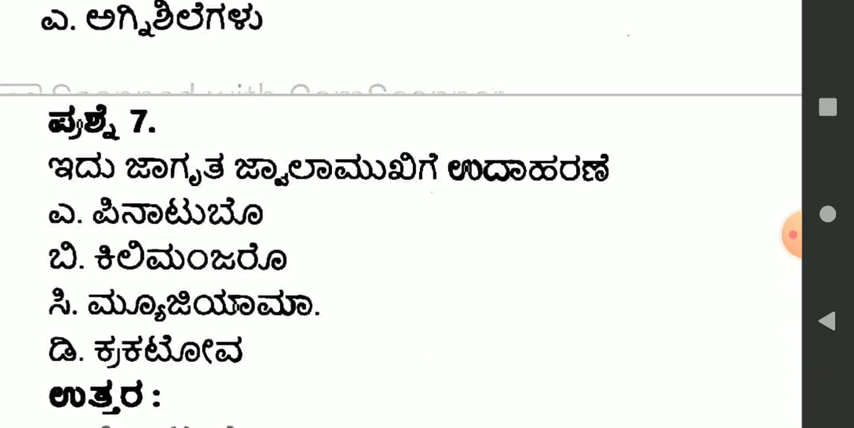 ಎ. ಅಗ್ನಿಶಿಲೆಗಳು
ಪ್ರಶ್ನೆ 7.
ಇದು ಜಾಗೃತ ಜ್ವಾಲಾಮುಖಿಗೆ ಉದಾಹರಣೆ
ಎ. ಪಿನಾಟುಬೊ
ಬಿ. ಕಿಲಿಮಂಜರೊ
ಸಿ. ಮ್ಯೂಜಿಯಾಮಾ.
ಡಿ. ಕ್ರಕಟೋವ
ಉತ್ತರ :